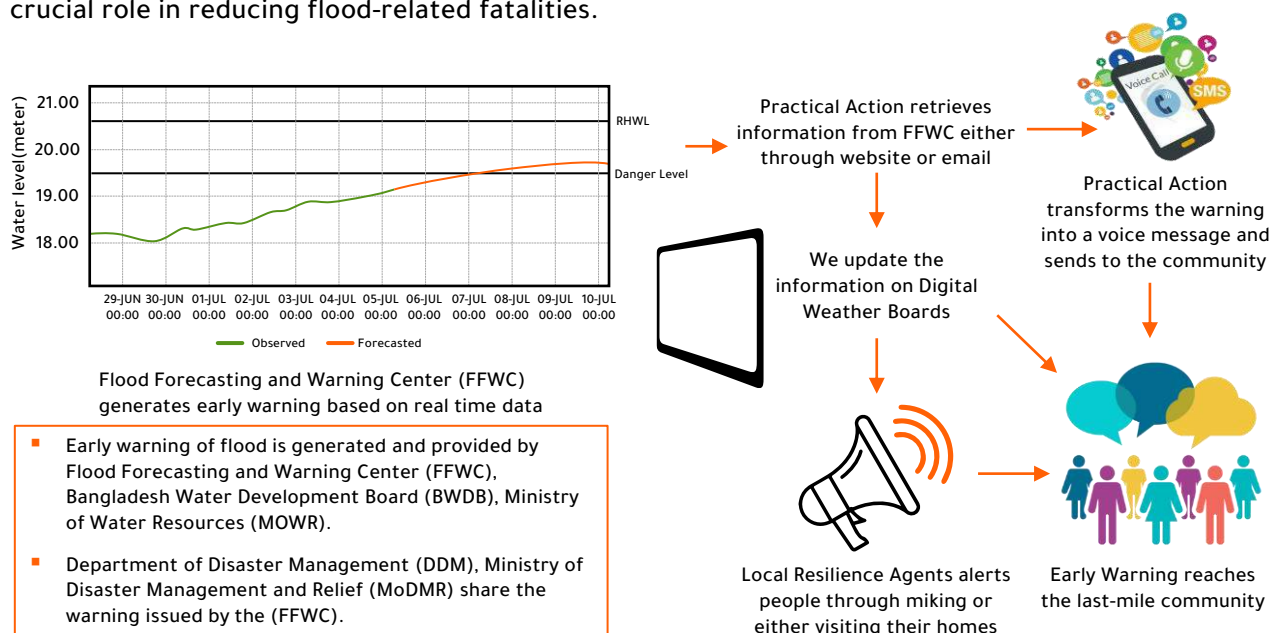 crucial role in reducing flood-related fatalities.
Water level(meter)
21.00
20.00
19.00
18.00
RHWL
Danger Level
29-JUN 30-JUN 01-JUL 02-JUL 03-JUL 04-JUL 05-JUL 06-JUL 07-JUL 08-JUL 09-JUL 10-JUL
00:00 00:00 00:00 00:00 00:00 00:00 00:00 00:00 00:00 00:00 00:00 00:00
Observed Forecasted
Flood Forecasting and Warning Center (FFWC)
generates early warning based on real time data
▪ Early warning of flood is generated and provided by
Flood Forecasting and Warning Center (FFWC),
Bangladesh Water Development Board (BWDB), Ministry
of Water Resources (MOWR).
▪ Department of Disaster Management (DDM), Ministry of
Disaster Management and Relief (MoDMR) share the
warning issued by the (FFWC).
Practical Action retrieves
information from FFWC either
through website or email
Voice Call
SMS
Practical Action
transforms the warning
into a voice message and
sends to the community
We update the
information on Digital
Weather Boards
Local Resilience Agents alerts
people through miking or
either visiting their homes
Early Warning reaches
the last-mile community